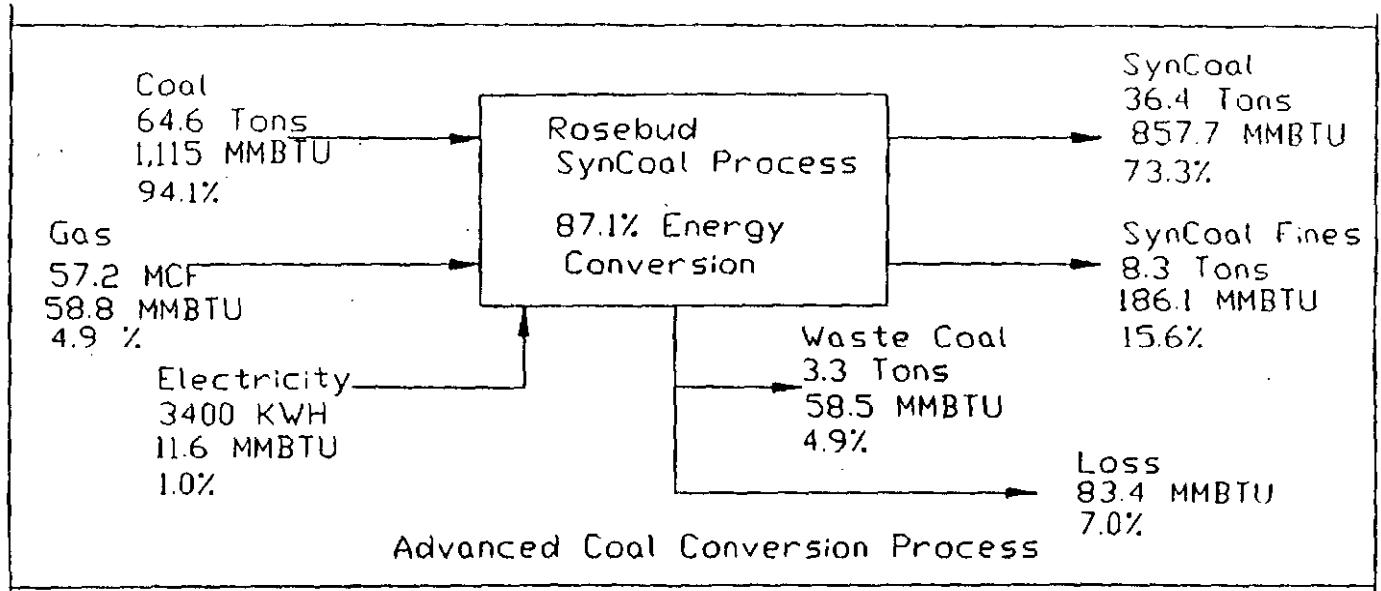 Coal
64.6 Tons
1,115 MMBTU
94.1%
Gas
57.2 MCF
58.8 MMBTU
4.9 %
Electricity
3400 KWH
11.6 MMBTU
1.0%
Rosebud
SynCoal Process
87.1% Energy
Conversion
SynCoal
36.4 Tons
857.7 MMBTU
73.3%
SynCoal Fines
8.3 Tons
186.1 MMBTU
15.6%
Waste Coal
3.3 Tons
58.5 MMBTU
4.9%
Loss
83.4 MMBTU
7.0%
Advanced Coal Conversion Process